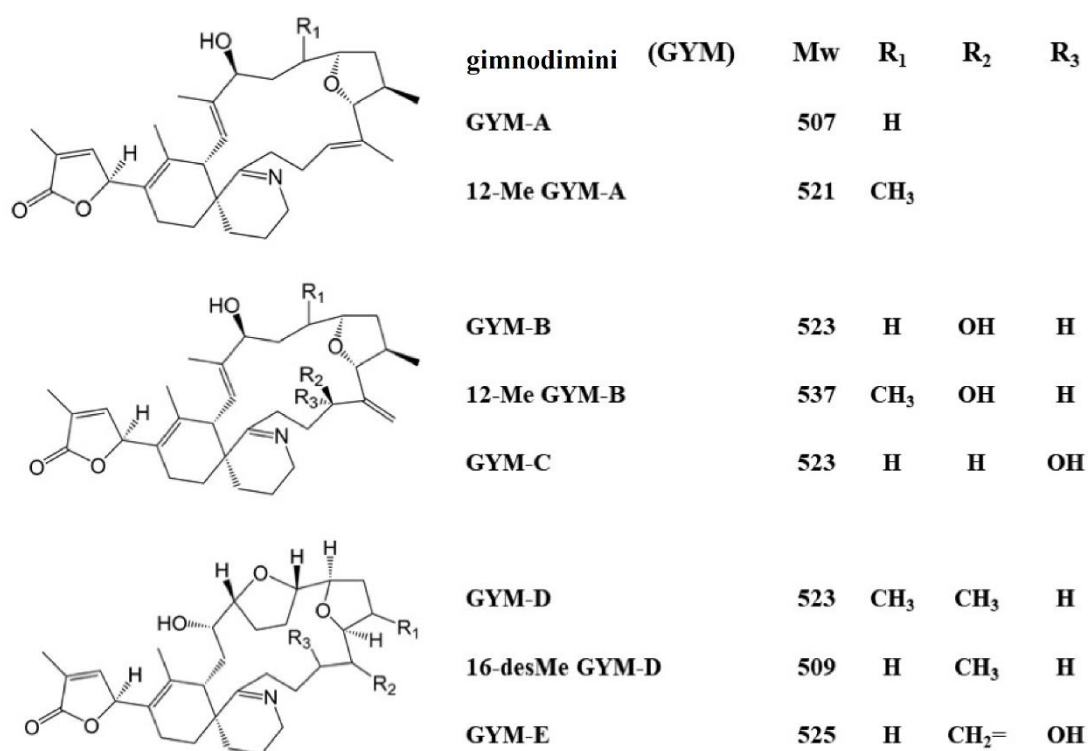 gimnodimini (GYM) Mw R1 R2 R3
GYM-A 507 H
12-Me GYM-A 521 CH3
GYM-B 523 H OH H
12-Me GYM-B 537 CH3 OH H
GYM-C 523 H H OH
GYM-D 523 CH3 CH3 H
16-desMe GYM-D 509 H CH3 H
GYM-E 525 H CH2= OH
HO R1
O
H
O O N
HO R1
O
R2
R3
H
O O N
H O H H
HO O
R3 H R1
H R2
O O N